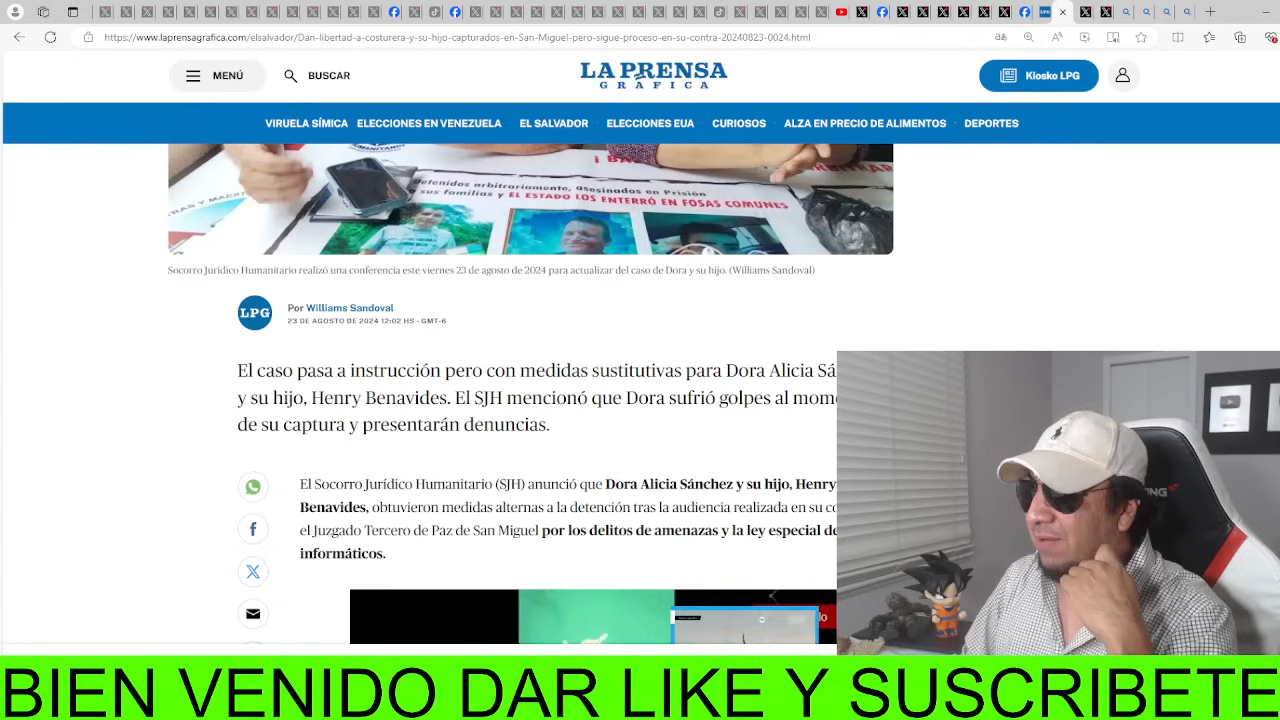 https://www.laprensagrafica.com/elsalvador/Dan-libertad-a-costurera-y-su-hijo-capturados-en-San-Miguel-pero-sigue-proceso-en-su-contra-20240823-0024.html
MENÚ
BUSCAR
LA PRENSA
GRÁFICA
Kiosko LPG
VIRUELA SÍMICA
ELECCIONES EN VENEZUELA
EL SALVADOR
ELECCIONES EUA
CURIOSOS
ALZA EN PRECIO DE ALIMENTOS
DEPORTES
detenidos arbitrariamente, asesinados en Prisión
sus familias y EL ESTADO LOS ENTERRÓ EN FOSAS COMUNES
Socorro Jurídico Humanitario realizó una conferencia este viernes 23 de agosto de 2024 para actualizar del caso de Dora y su hijo. (Williams Sandoval)
LPG
Por Williams Sandoval
23 DE AGOSTO DE 2024 12:02 HS - GMT-6
El caso pasa a instrucción pero con medidas sustitutivas para Dora Alicia Sá
y su hijo, Henry Benavides. El SJH mencionó que Dora sufrió golpes al mom
de su captura y presentarán denuncias.
El Socorro Jurídico Humanitario (SJH) anunció que Dora Alicia Sánchez y su hijo, Henry
Benavides, obtuvieron medidas alternas a la detención tras la audiencia realizada en su co
el Juzgado Tercero de Paz de San Miguel por los delitos de amenazas y la ley especial de
informáticos.
BIEN VENIDO DAR LIKE Y SUSCRIBETE